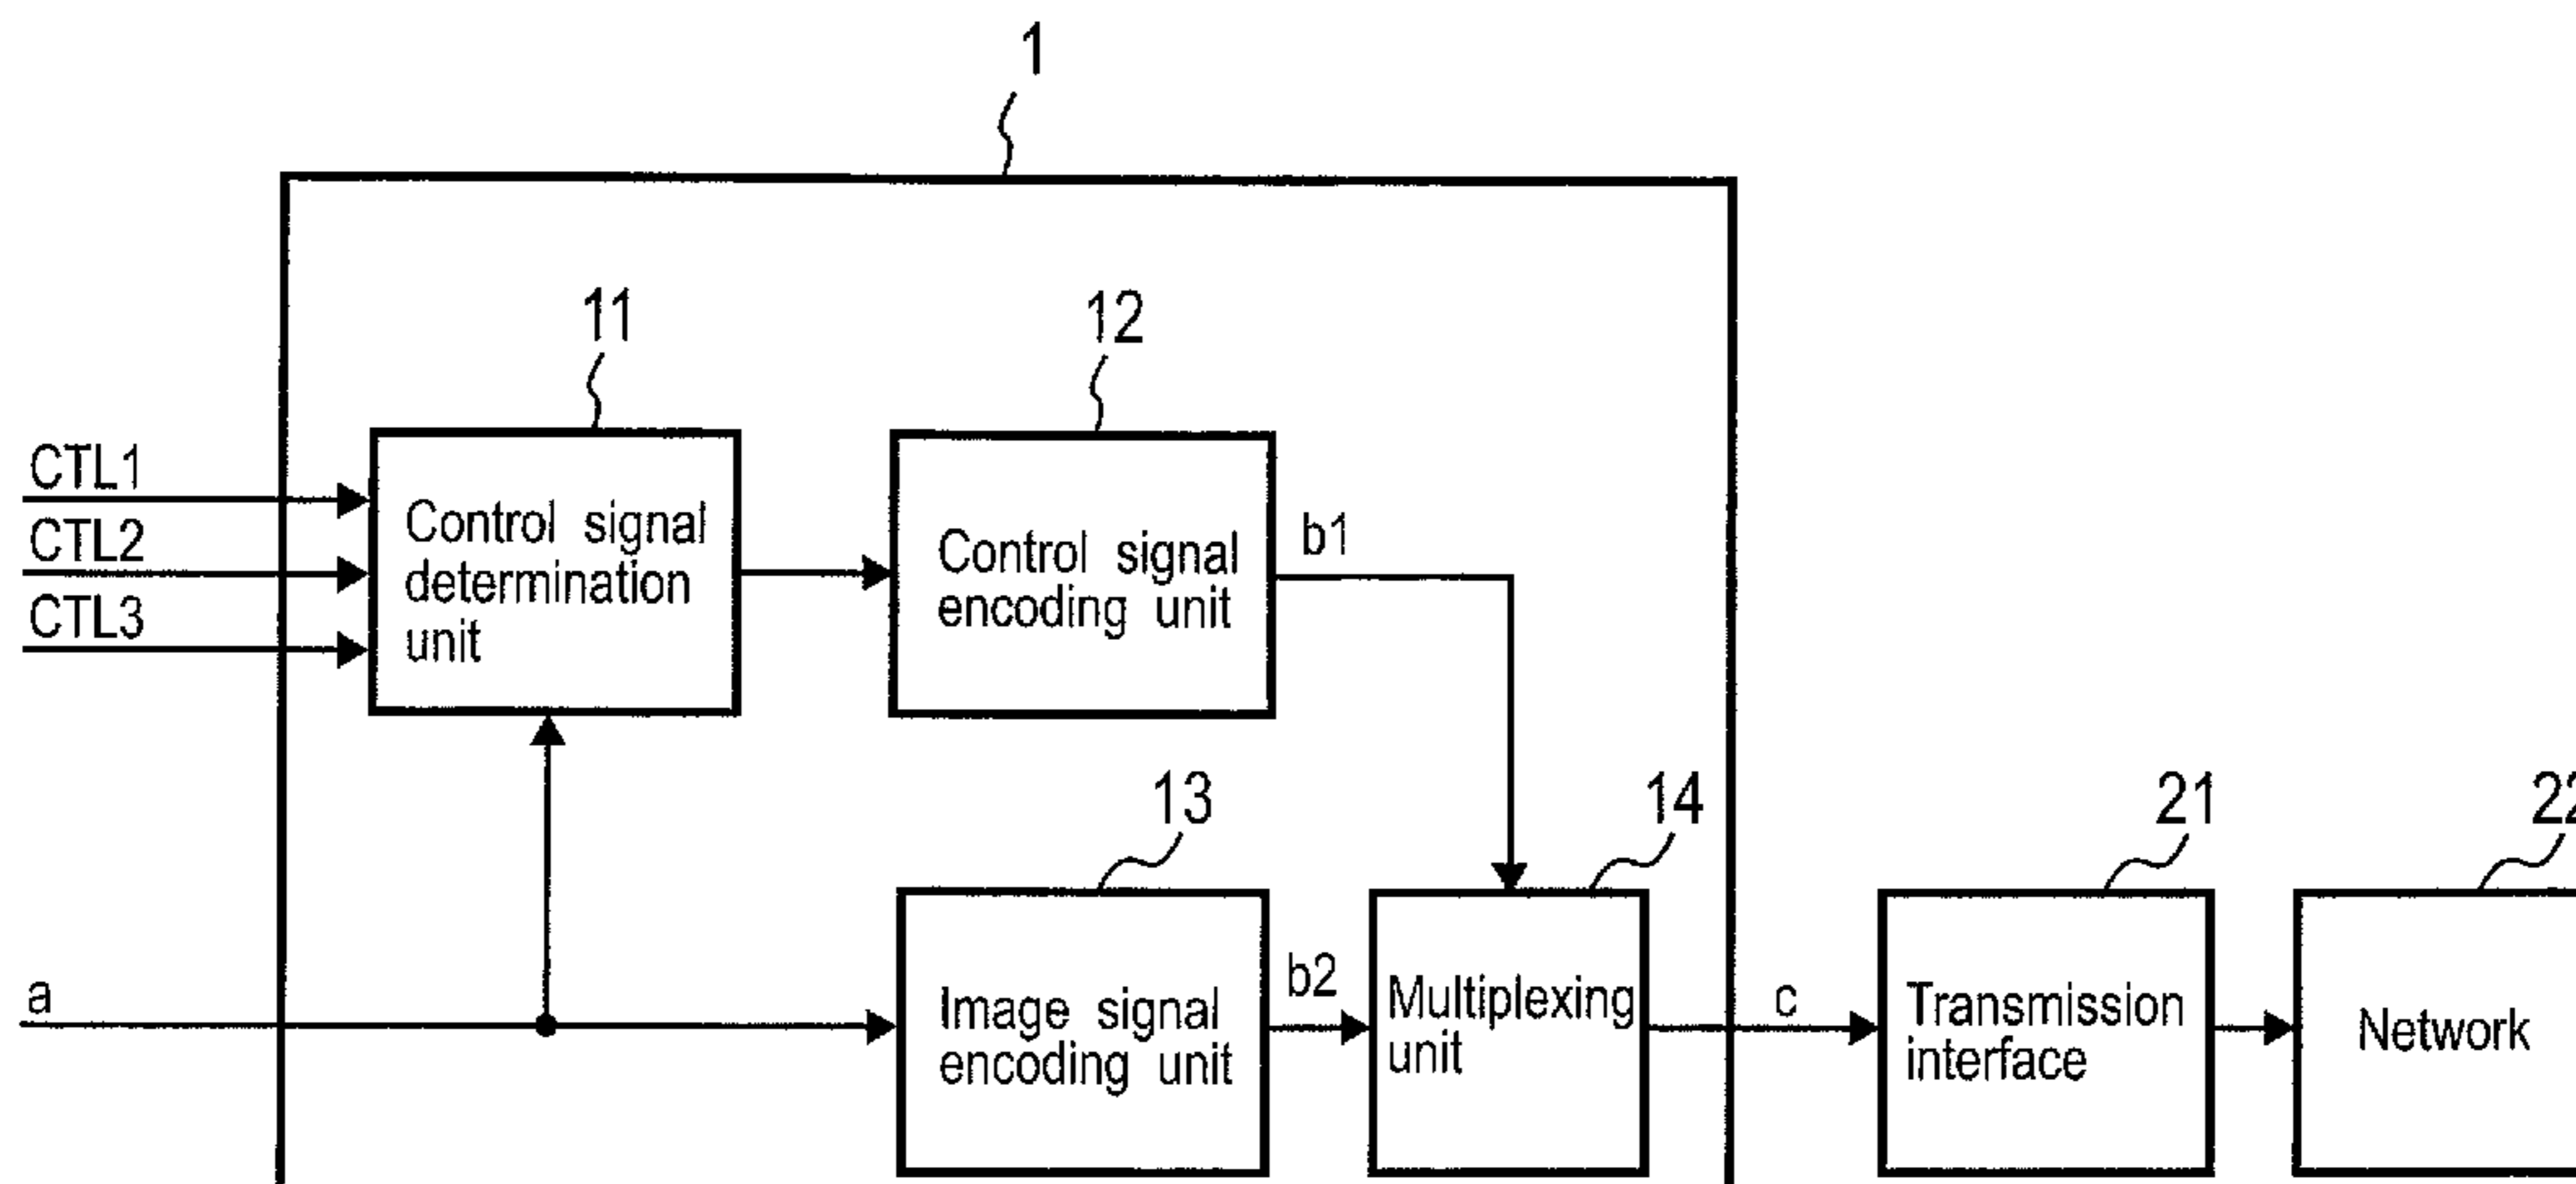 1
11
12
CTL1
CTL2
CTL3
Control signal
determination
unit
Control signal
encoding unit
b1
13
14
21
22
a
Image signal
encoding unit
b2
Multiplexing
unit
c
Transmission
interface
Network